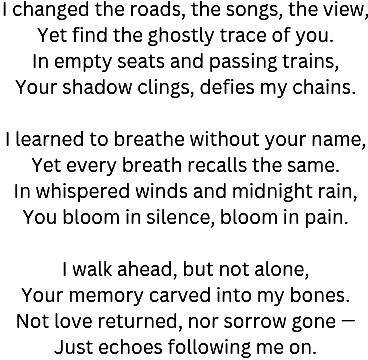 I changed the roads, the songs, the view,
Yet find the ghostly trace of you.
In empty seats and passing trains,
Your shadow clings, defies my chains.

I learned to breathe without your name,
Yet every breath recalls the same.
In whispered winds and midnight rain,
You bloom in silence, bloom in pain.

I walk ahead, but not alone,
Your memory carved into my bones.
Not love returned, nor sorrow gone —
Just echoes following me on.